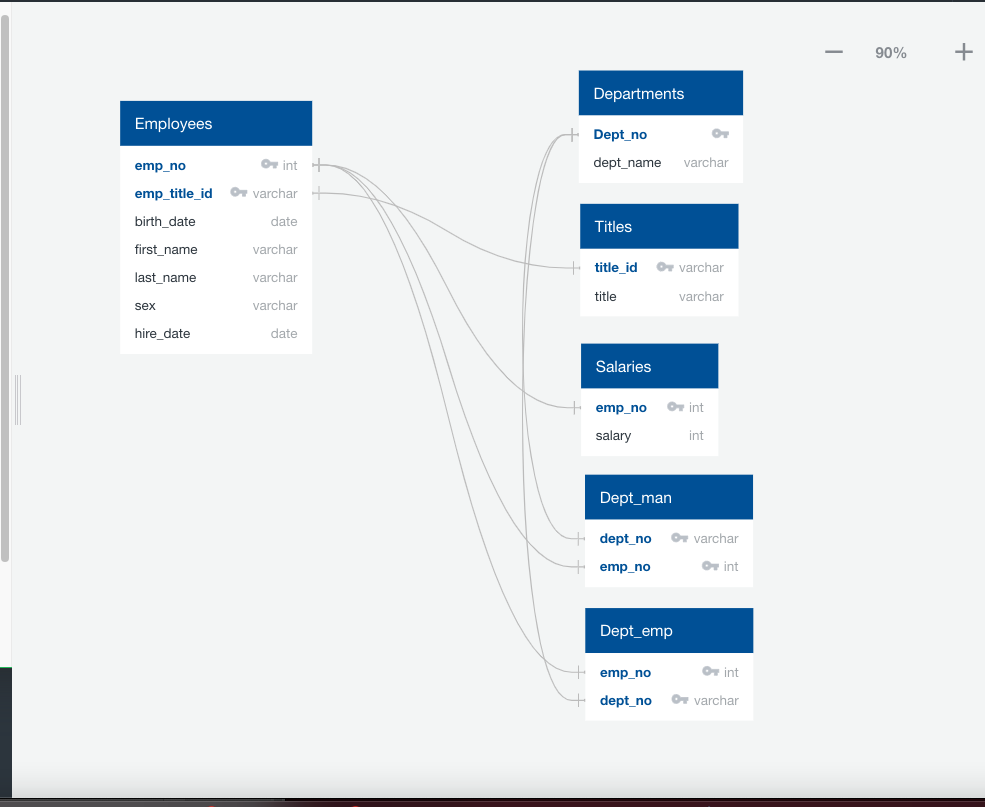 90%
Employees
emp_no int
emp_title_id varchar
birth_date date
first_name varchar
last_name varchar
sex varchar
hire_date date
Departments
Dept_no
dept_name varchar
Titles
title_id varchar
title varchar
Salaries
emp_no int
salary int
Dept_man
dept_no varchar
emp_no int
Dept_emp
emp_no int
dept_no varchar